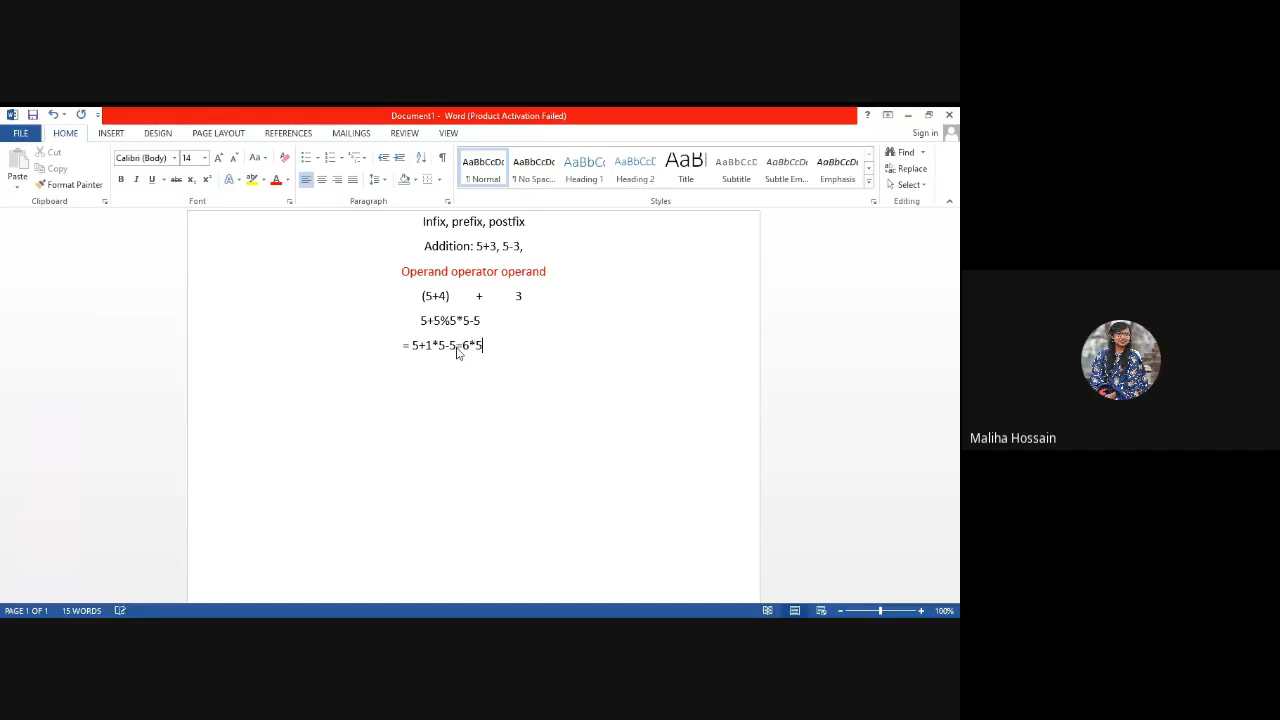 Document1 - Word (Product Activation Failed)
FILE HOME INSERT DESIGN PAGE LAYOUT REFERENCES MAILINGS REVIEW VIEW Sign in
Cut
Copy
Format Painter
Paste
Calibri (Body) 14
AaBbCcDc AaBbCcDc AaBbCc AaBbCcD AaBl AaBbCcD AaBbCcDc AaBbCcDc
¶ Normal ¶ No Spac... Heading 1 Heading 2 Title Subtitle Subtle Em... Emphasis
Find
Replace
Select
Clipboard Font Paragraph Styles Editing
Infix, prefix, postfix
Addition: 5+3, 5-3,
Operand operator operand
(5+4) + 3
5+5%5*5-5
= 5+1*5-5=6*5
Maliha Hossain
PAGE 1 OF 1 15 WORDS 100%